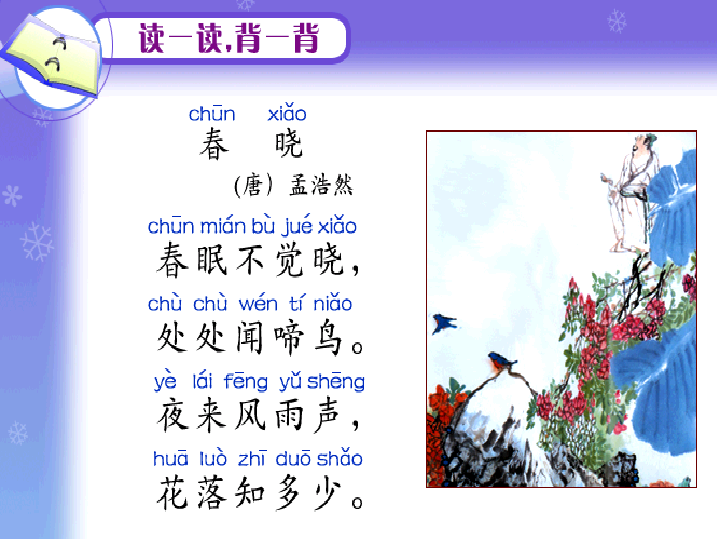 读一读,背一背
chūn xiǎo
春 晓
(唐）孟浩然
chūn mián bù jué xiǎo
春眠不觉晓，
chù chù wén tí niǎo
处处闻啼鸟。
yè lái fēng yǔ shēng
夜来风雨声，
huā luò zhī duō shǎo
花落知多少。